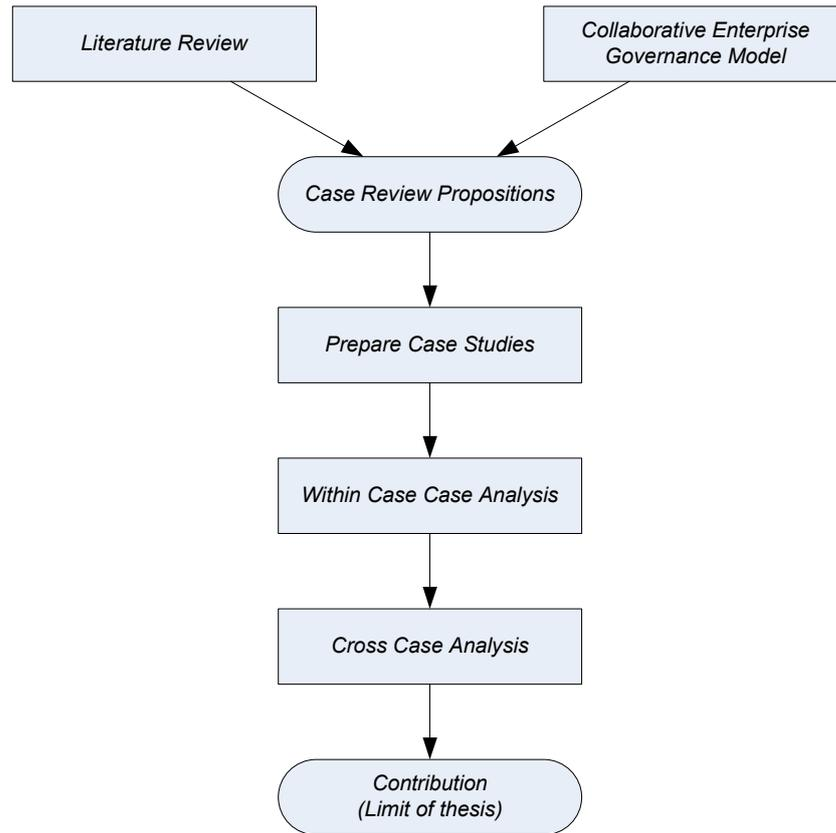 Literature Review
Collaborative Enterprise
Governance Model
Case Review Propositions
Prepare Case Studies
Within Case Case Analysis
Cross Case Analysis
Contribution
(Limit of thesis)